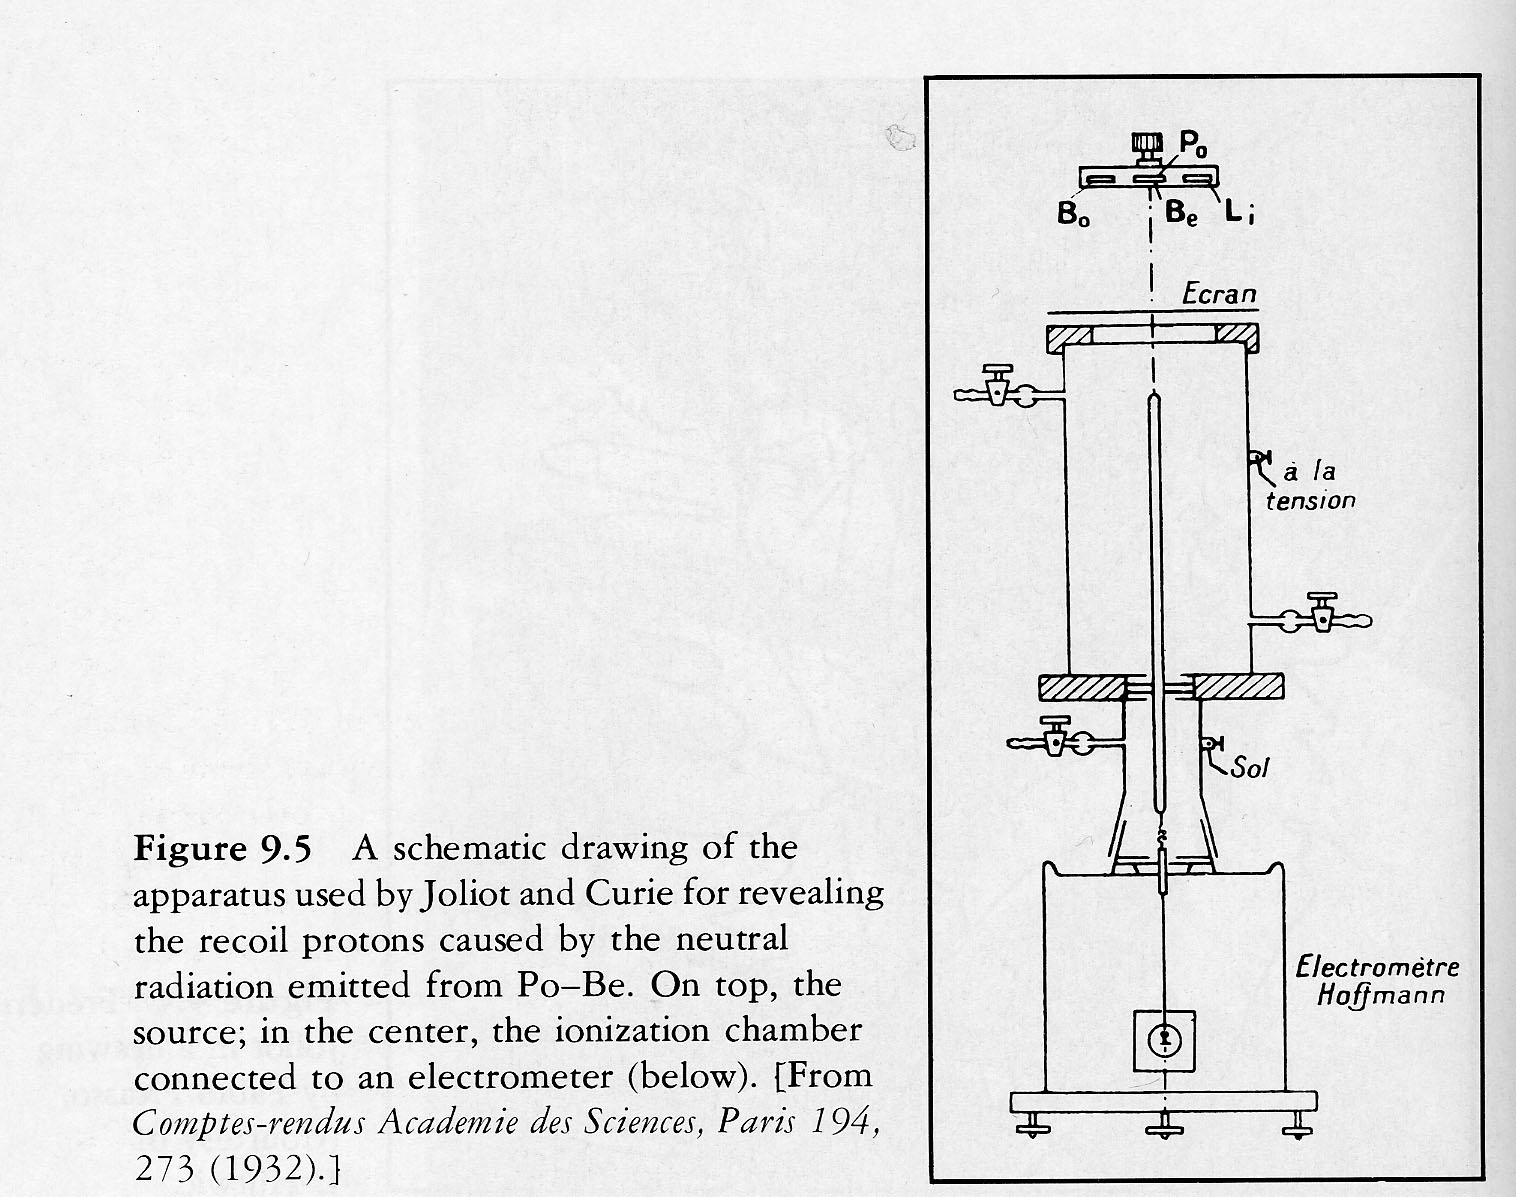 Po
Bo Be Li
Ecran
à la
tension
Sol
Electromètre
Hoffmann
Figure 9.5 A schematic drawing of the
apparatus used by Joliot and Curie for revealing
the recoil protons caused by the neutral
radiation emitted from Po–Be. On top, the
source; in the center, the ionization chamber
connected to an electrometer (below). [From
Comptes-rendus Academie des Sciences, Paris 194,
273 (1932).]